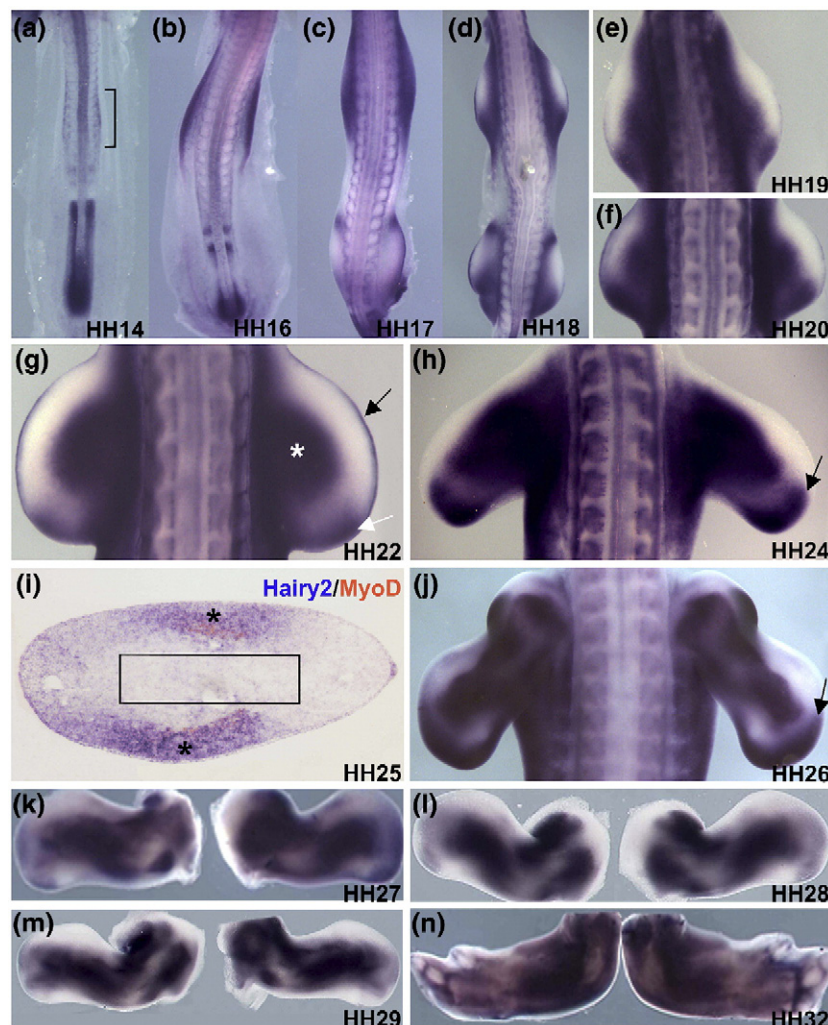 (a)
(b)
(c)
(d)
(e)
HH19
(f)
HH14
HH16
HH17
HH18
HH20
(g)
*
HH22
(h)
HH24
(i)
Hairy2/MyoD
*
*
HH25
(j)
HH26
(k)
HH27
(l)
HH28
(m)
HH29
(n)
HH32